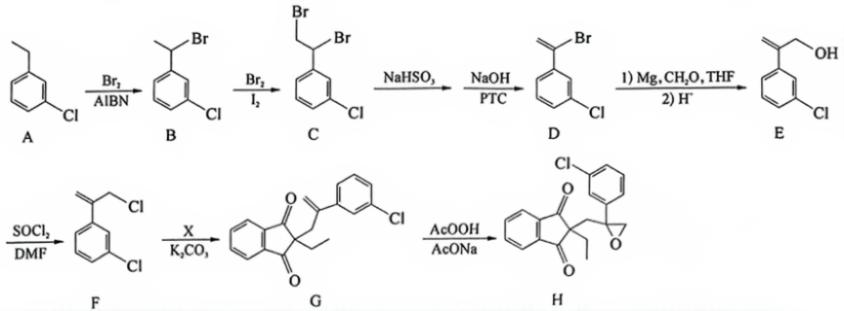 Br
Br
Br
Br
OH
Br₂
AIBN
Br₂
I₂
NaHSO₃
NaOH
PTC
1) Mg,CH₂O,THF
2) H⁺
Cl
Cl
Cl
Cl
Cl
A
B
C
D
E
Cl
Cl
O
O
Cl
O
O
O
SOCl₂
DMF
X
K₂CO₃
AcOOH
AcONa
Cl
F
G
H